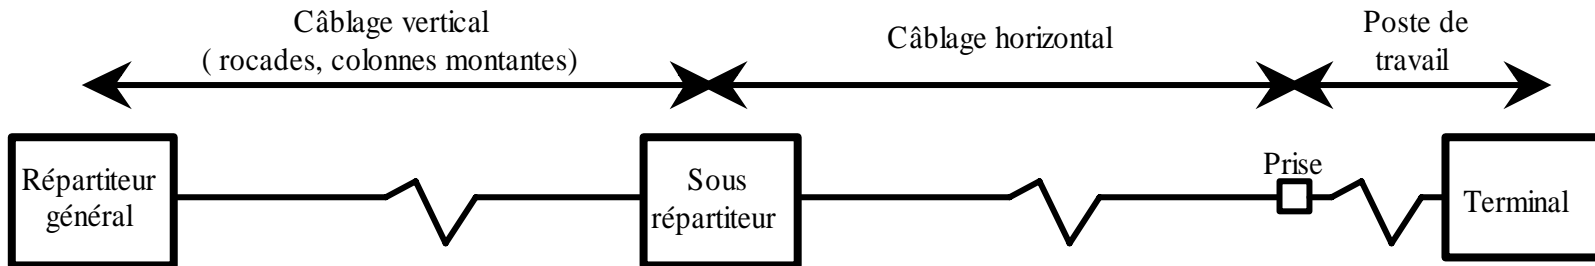 Câblage vertical
( rocades, colonnes montantes)
Câblage horizontal
Poste de
travail
Répartiteur
général
Sous
répartiteur
Prise
Terminal